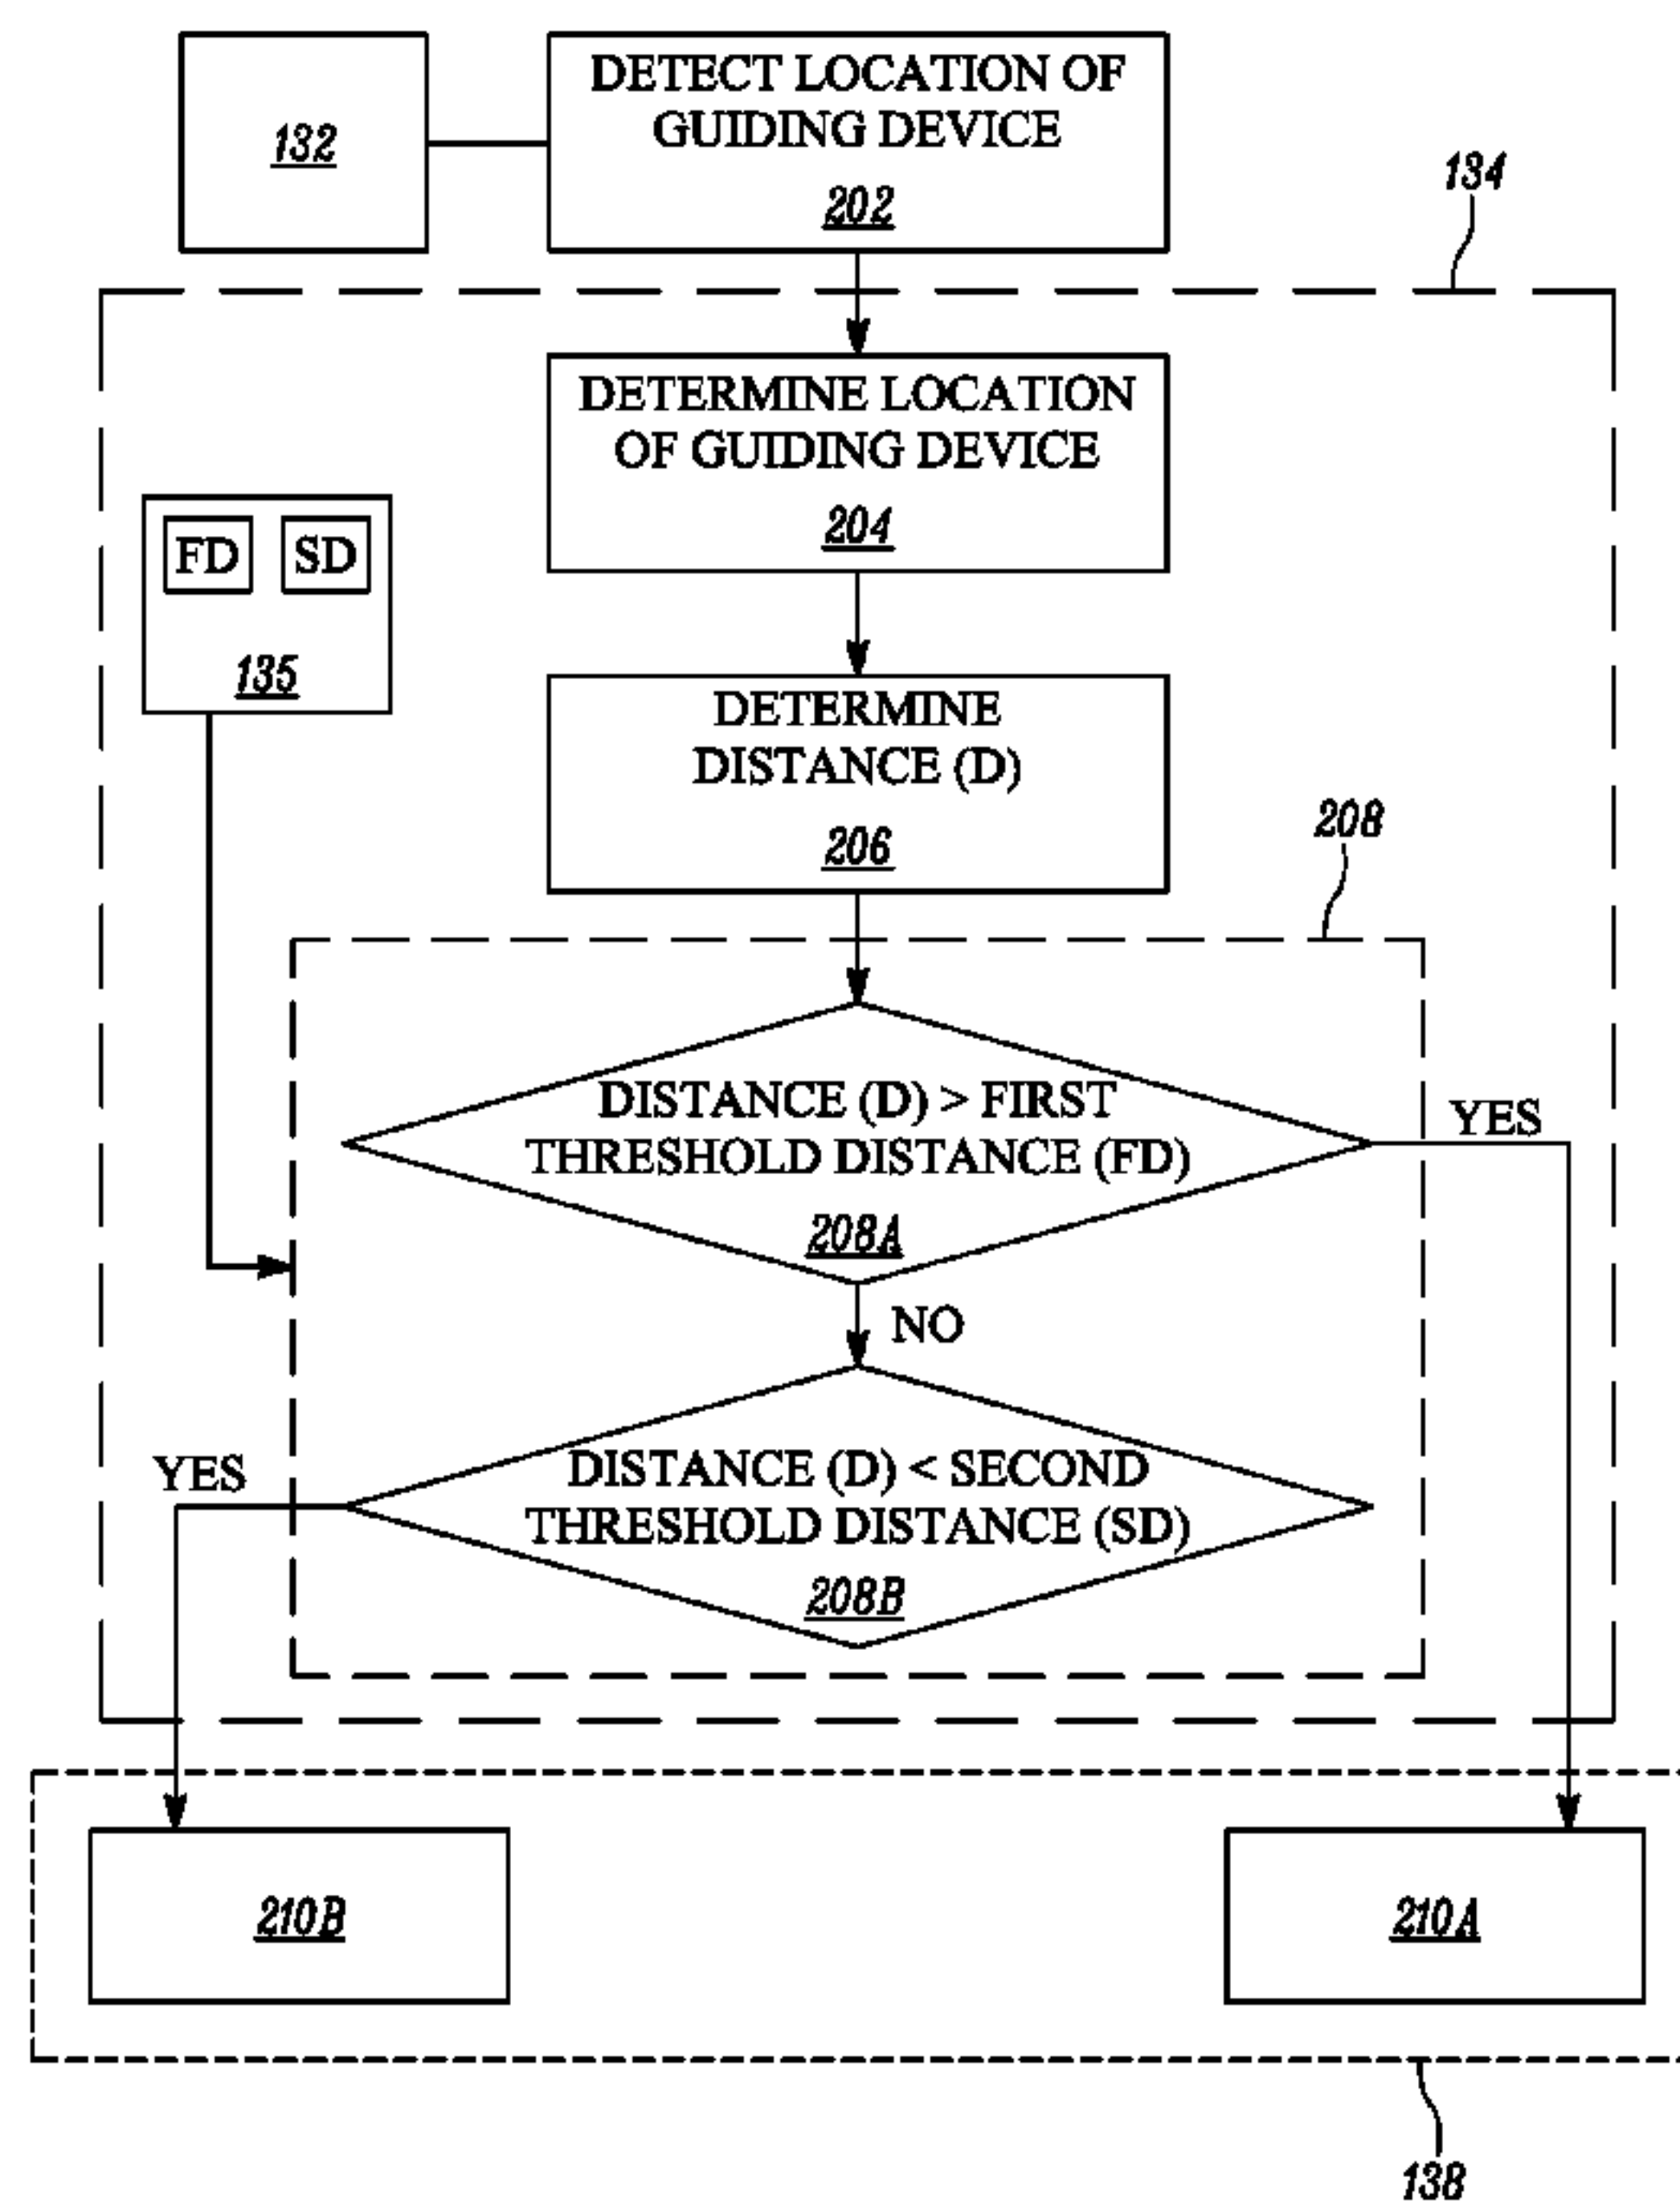 132
DETECT LOCATION OF
GUIDING DEVICE
202
134
DETERMINE LOCATION
OF GUIDING DEVICE
204
FD SD
135
DETERMINE
DISTANCE (D)
206
208
DISTANCE (D) > FIRST
THRESHOLD DISTANCE (FD)
208A
YES
NO
DISTANCE (D) < SECOND
THRESHOLD DISTANCE (SD)
208B
YES
210B
210A
138